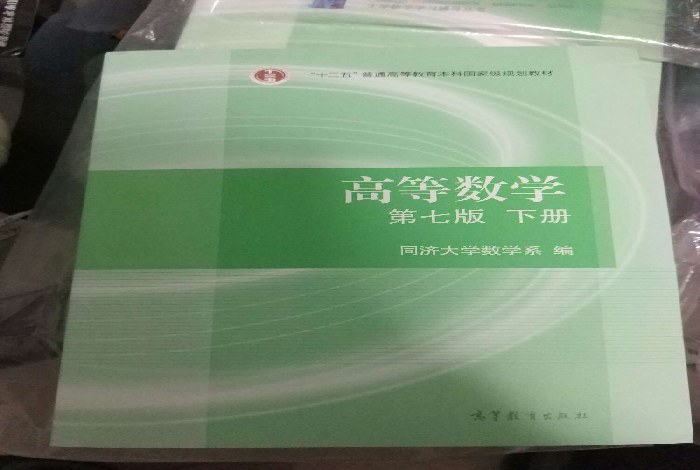 "十二五"普通高等教育本科国家级规划教材
高等数学
第七版 下册
同济大学数学系 编
高等教育出版社